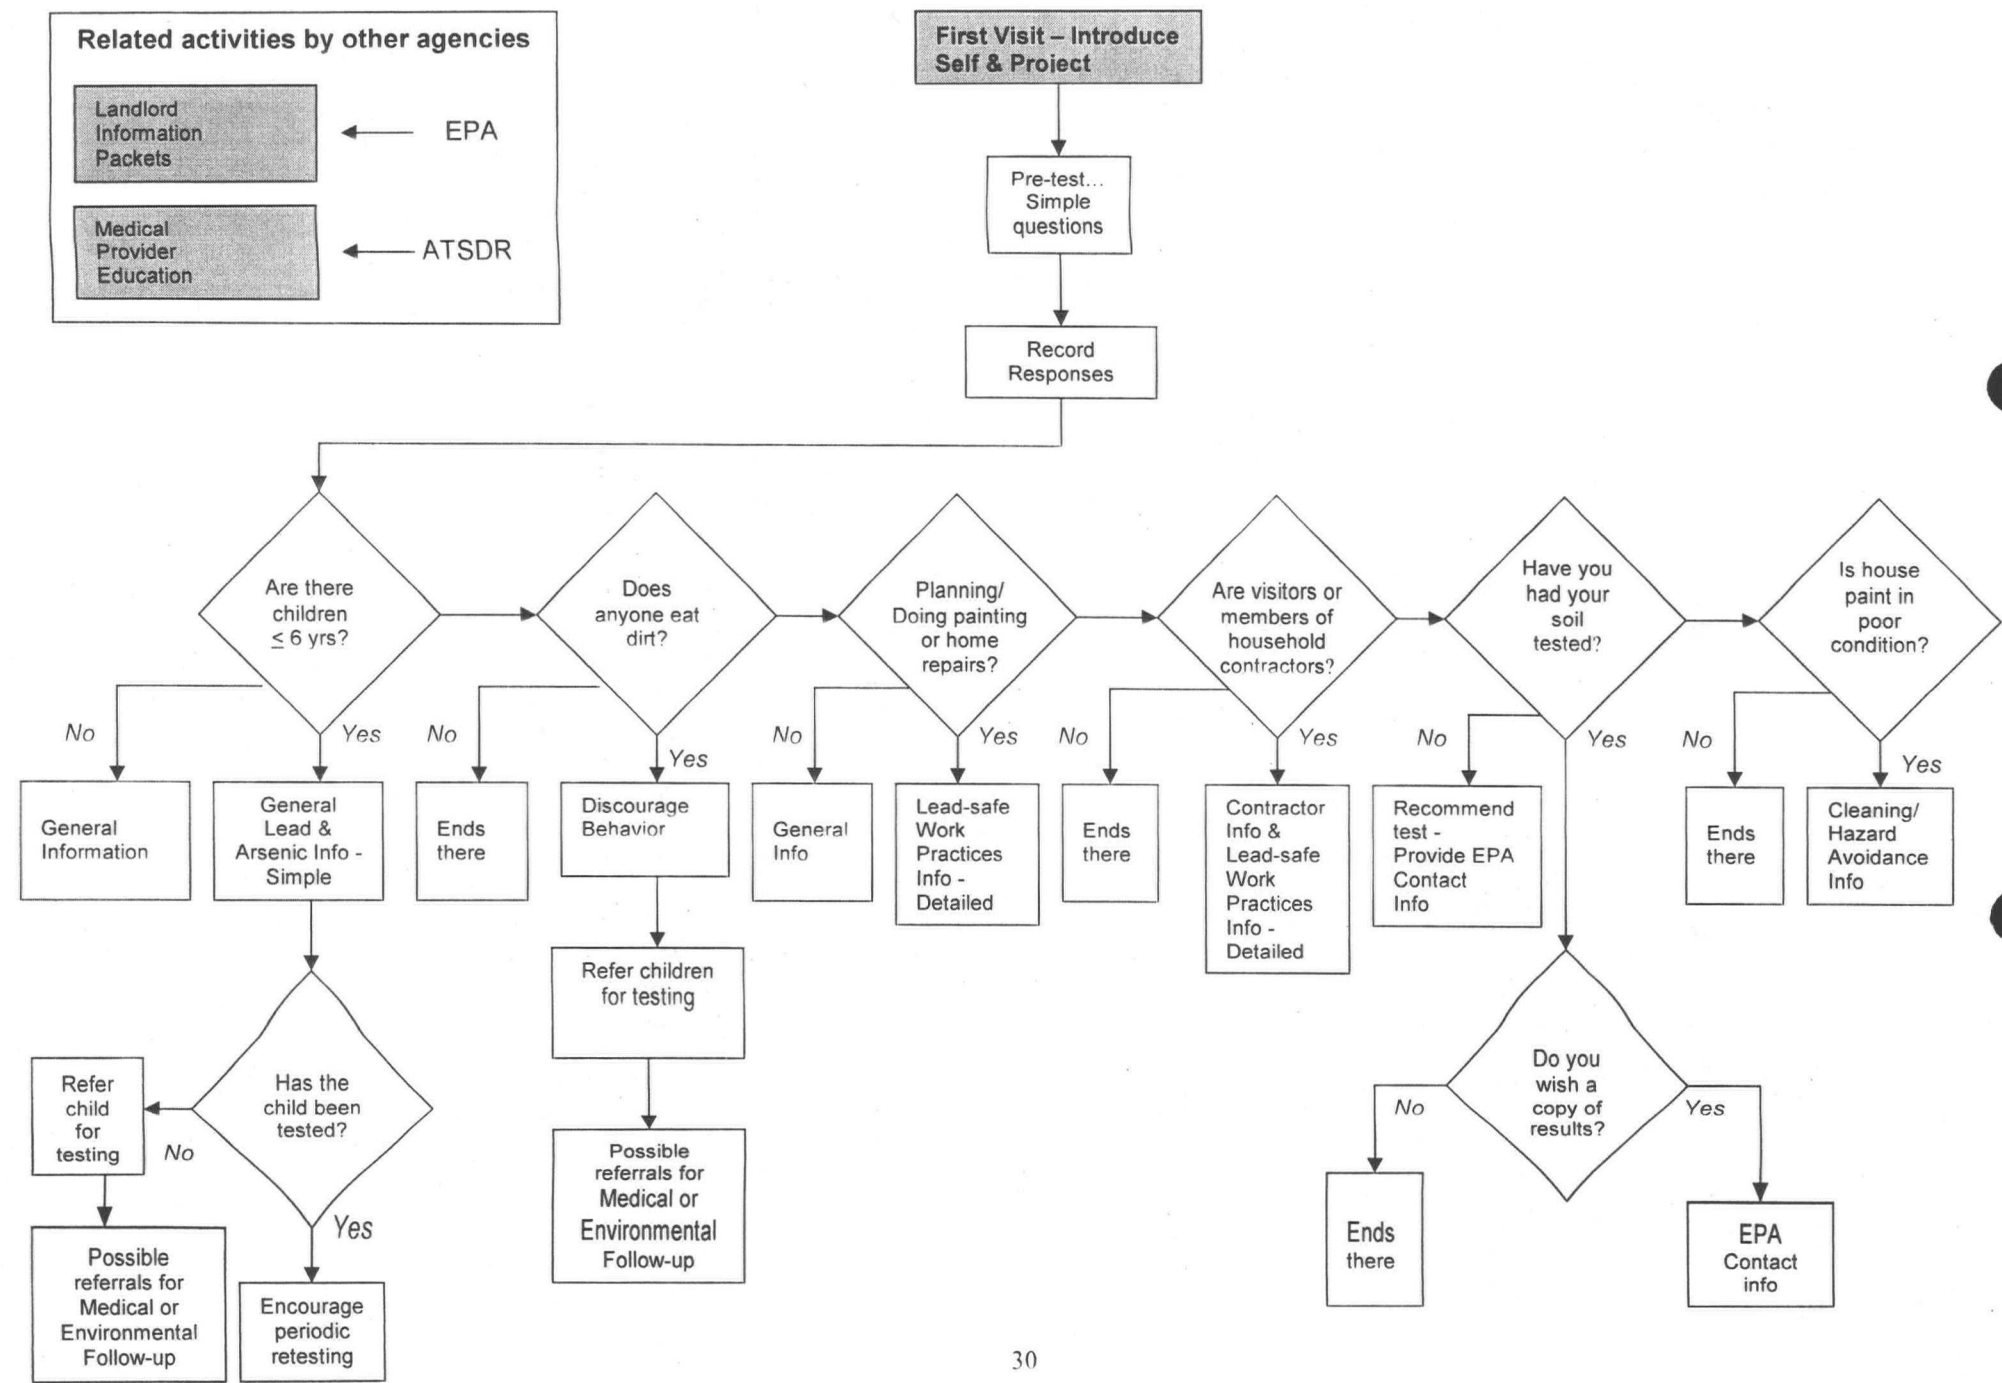 Related activities by other agencies
Landlord
Information
Packets
EPA
Medical
Provider
Education
ATSDR
First Visit – Introduce
Self & Project
Pre-test...
Simple
questions
Record
Responses
Are there
children
≤ 6 yrs?
No
Yes
General
Information
General
Lead &
Arsenic Info -
Simple
Has the
child been
tested?
No
Yes
Refer
child
for
testing
Possible
referrals for
Medical or
Environmental
Follow-up
Encourage
periodic
retesting
Does
anyone eat
dirt?
No
Yes
Ends
there
Discourage
Behavior
Refer children
for testing
Possible
referrals for
Medical or
Environmental
Follow-up
Planning/
Doing painting
or home
repairs?
No
Yes
General
Info
Lead-safe
Work
Practices
Info -
Detailed
Are visitors or
members of
household
contractors?
No
Yes
Ends
there
Contractor
Info &
Lead-safe
Work
Practices
Info -
Detailed
Have you
had your
soil
tested?
No
Yes
Recommend
test -
Provide EPA
Contact
Info
Do you
wish a
copy of
results?
No
Yes
Ends
there
EPA
Contact
info
Is house
paint in
poor
condition?
No
Yes
Ends
there
Cleaning/
Hazard
Avoidance
Info
30